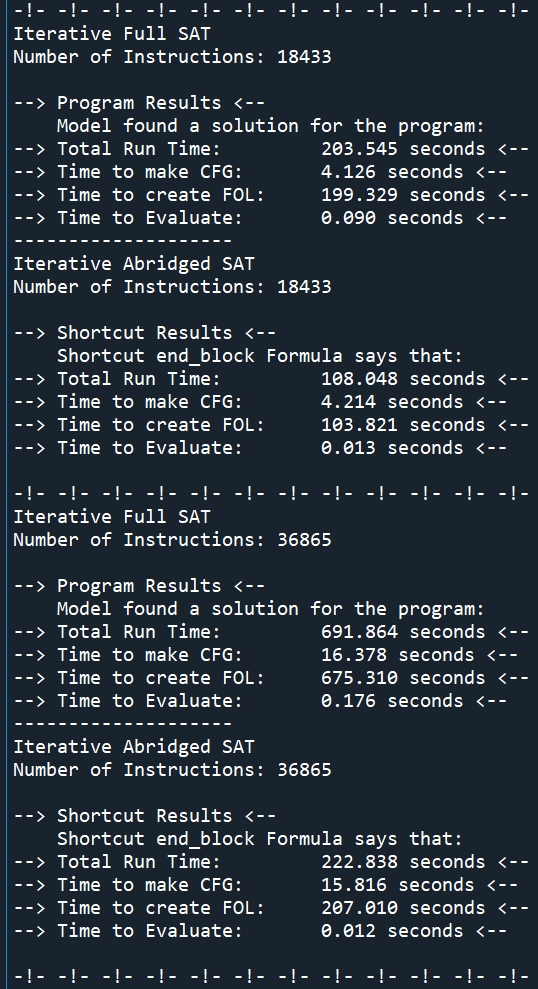 -!- -!- -!- -!- -!- -!- -!- -!- -!- -!- -!- -!-
Iterative Full SAT
Number of Instructions: 18433
--> Program Results <--
Model found a solution for the program:
--> Total Run Time: 203.545 seconds <--
--> Time to make CFG: 4.126 seconds <--
--> Time to create FOL: 199.329 seconds <--
--> Time to Evaluate: 0.090 seconds <--
--------------------
Iterative Abridged SAT
Number of Instructions: 18433
--> Shortcut Results <--
Shortcut end_block Formula says that:
--> Total Run Time: 108.048 seconds <--
--> Time to make CFG: 4.214 seconds <--
--> Time to create FOL: 103.821 seconds <--
--> Time to Evaluate: 0.013 seconds <--
-!- -!- -!- -!- -!- -!- -!- -!- -!- -!- -!- -!-
Iterative Full SAT
Number of Instructions: 36865
--> Program Results <--
Model found a solution for the program:
--> Total Run Time: 691.864 seconds <--
--> Time to make CFG: 16.378 seconds <--
--> Time to create FOL: 675.310 seconds <--
--> Time to Evaluate: 0.176 seconds <--
--------------------
Iterative Abridged SAT
Number of Instructions: 36865
--> Shortcut Results <--
Shortcut end_block Formula says that:
--> Total Run Time: 222.838 seconds <--
--> Time to make CFG: 15.816 seconds <--
--> Time to create FOL: 207.010 seconds <--
--> Time to Evaluate: 0.012 seconds <--
-!- -!- -!- -!- -!- -!- -!- -!- -!- -!- -!- -!-